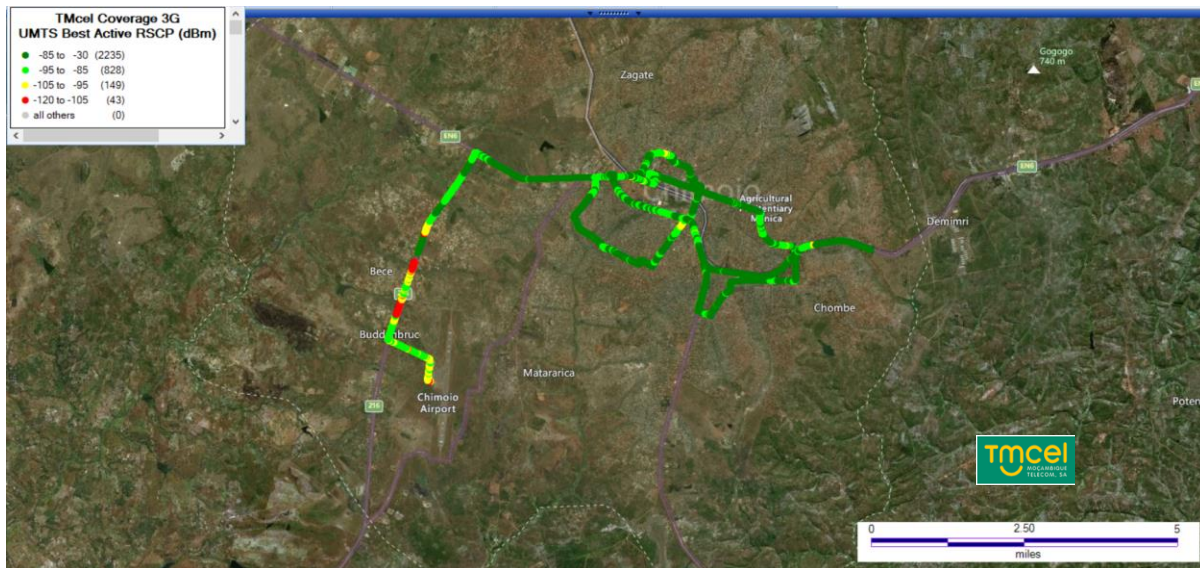 TMcel Coverage 3G
UMTS Best Active RSCP (dBm)
-85 to -30 (2235)
-95 to -85 (828)
-105 to -95 (149)
-120 to -105 (43)
all others (0)
Gogogo
740 m
Zagate
Chimoio
Agricultural
Penitentiary
Manica
Demimri
Bece
Chombe
Matararica
Chimoio
Airport
216
TMcel
MOÇAMBIQUE
TELECOM, SA
0 2.50 5
miles